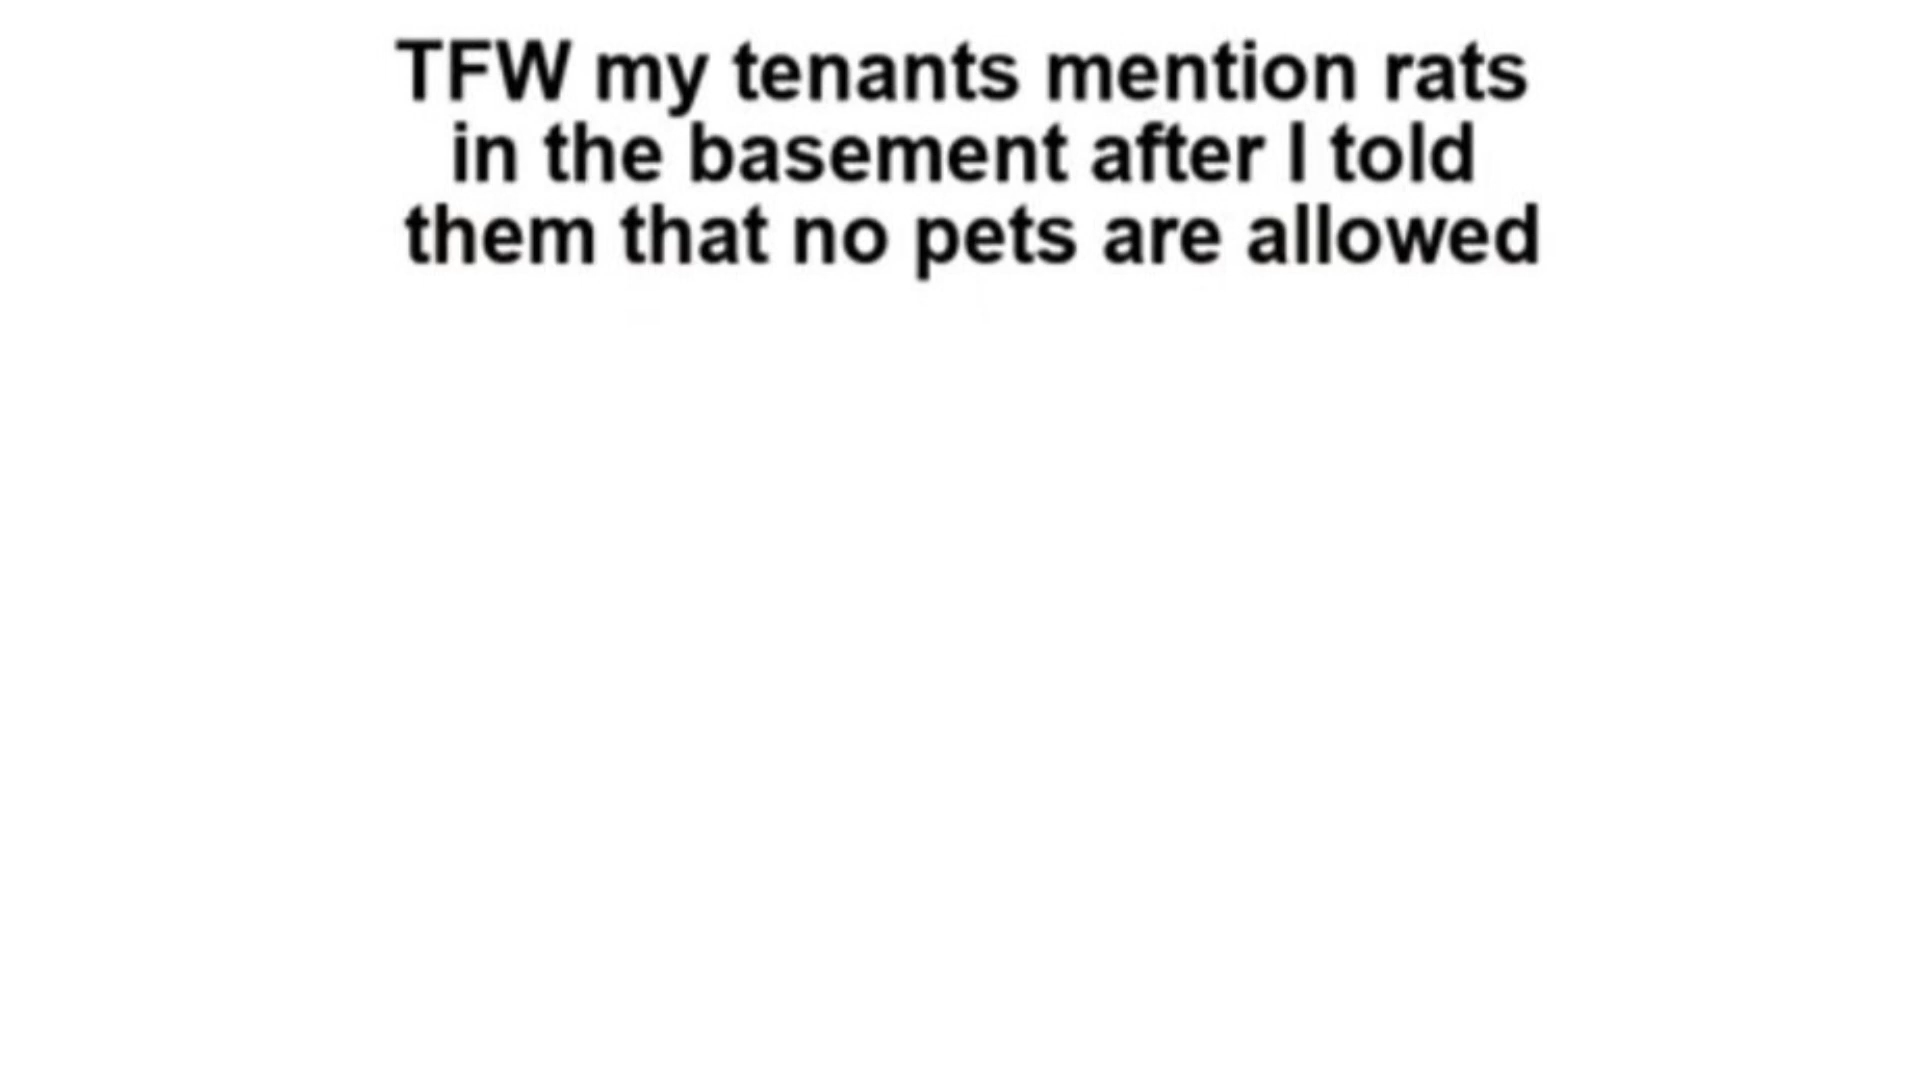 TFW my tenants mention rats
in the basement after I told
them that no pets are allowed